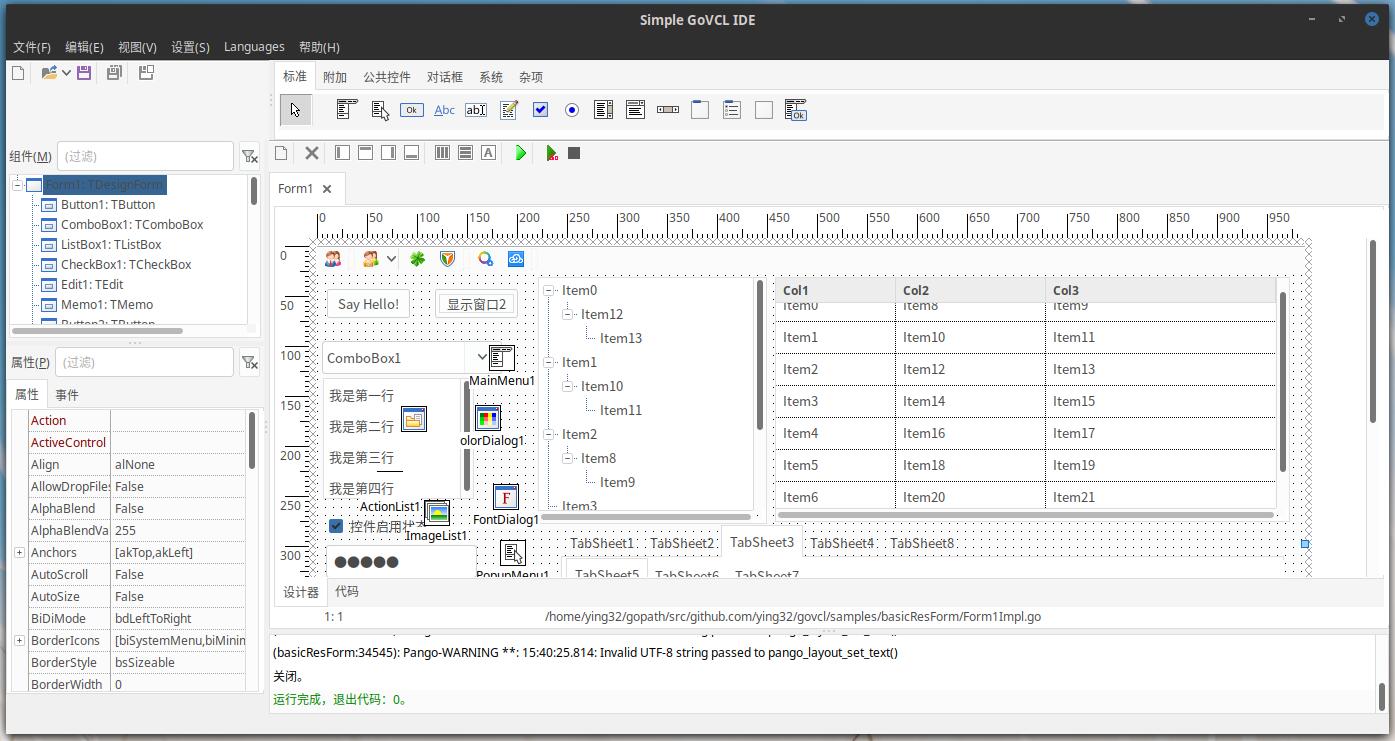 Simple GoVCL IDE
文件(F) 编辑(E) 视图(V) 设置(S) Languages 帮助(H)
标准 附加 公共控件 对话框 系统 杂项
Ok Abc abI Ok
A
组件(M) (过滤)
Form1: TDesignForm
Button1: TButton
ComboBox1: TComboBox
ListBox1: TListBox
CheckBox1: TCheckBox
Edit1: TEdit
Memo1: TMemo
Button2: TButton
属性(P) (过滤)
属性 事件
Action
ActiveControl
Align alNone
AllowDropFiles False
AlphaBlend False
AlphaBlendVa 255
Anchors [akTop,akLeft]
AutoScroll False
AutoSize False
BiDiMode bdLeftToRight
BorderIcons [biSystemMenu,biMinim
BorderStyle bsSizeable
BorderWidth 0
Form1
0 50 100 150 200 250 300 350 400 450 500 550 600 650 700 750 800 850 900 950
0
50
100
150
200
250
300
Say Hello! 显示窗口2
ComboBox1
MainMenu1
我是第一行
我是第二行
我是第三行
我是第四行
olorDialog1
ActionList1
F
FontDialog1
控件启用状态
ImageList1
●●●●●
PopupMenu1
Item0
Item12
Item13
Item1
Item10
Item11
Item2
Item8
Item9
Item3
Col1 Col2 Col3
Item0 Item8 Item9
Item1 Item10 Item11
Item2 Item12 Item13
Item3 Item14 Item15
Item4 Item16 Item17
Item5 Item18 Item19
Item6 Item20 Item21
TabSheet1 TabSheet2 TabSheet3 TabSheet4 TabSheet8
TabSheet5 TabSheet6 TabSheet7
设计器 代码
1: 1 /home/ying32/gopath/src/github.com/ying32/govcl/samples/basicResForm/Form1Impl.go
(basicResForm:34545): Pango-WARNING **: 15:40:25.814: Invalid UTF-8 string passed to pango_layout_set_text()
关闭。
运行完成，退出代码：0。